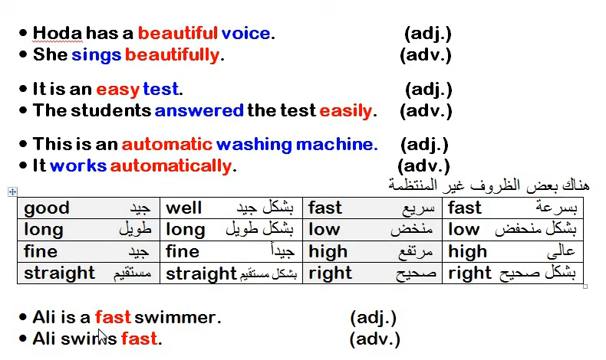 • Hoda has a beautiful voice. (adj.)
• She sings beautifully. (adv.)
• It is an easy test. (adj.)
• The students answered the test easily. (adv.)
• This is an automatic washing machine. (adj.)
• It works automatically. (adv.)
هناك بعض الظروف غير المنتظمة
good جيد well بشكل جيد fast سريع fast بسرعة
long طويل long بشكل طويل low منخض low بشكل منخفض
fine جيد fine جيداً high مرتفع high عالى
straight مستقيم straight بشكل مستقيم right صحيح right بشكل صحيح
• Ali is a fast swimmer. (adj.)
• Ali swims fast. (adv.)